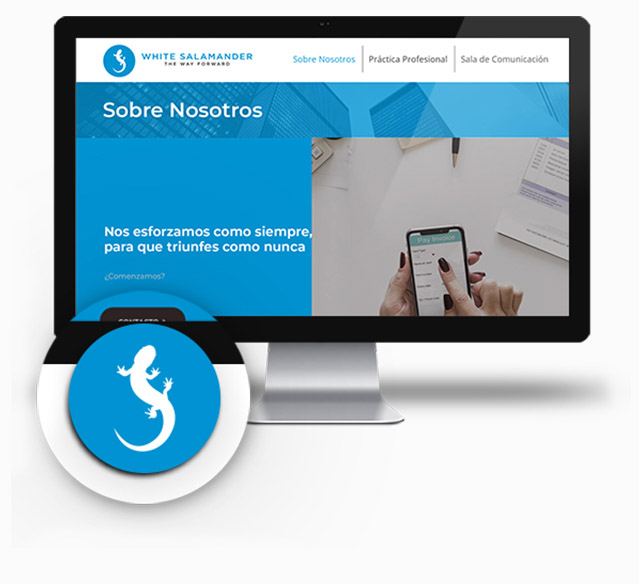 WHITE SALAMANDER
THE WAY FORWARD
Sobre Nosotros
Práctica Profesional
Sala de Comunicación
Sobre Nosotros
Nos esforzamos como siempre,
para que triunfes como nunca
¿Comenzamos?
Pay Invoice
CONTACTO